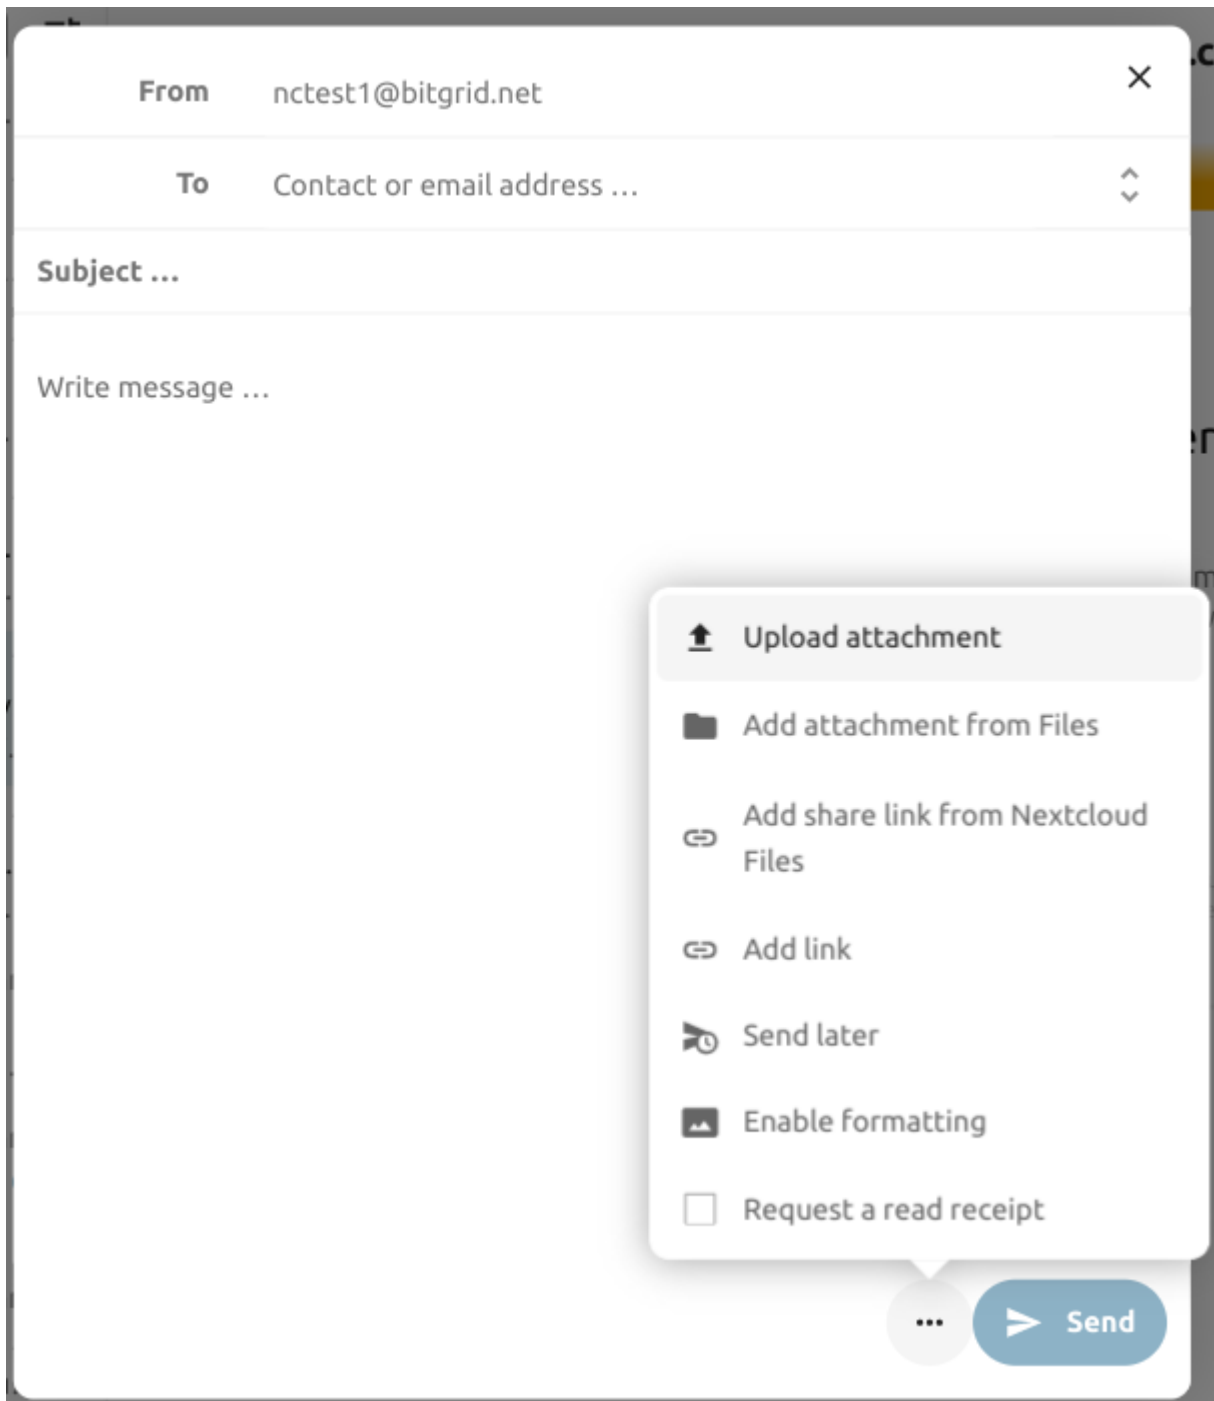 From nctest1@bitgrid.net
To Contact or email address …
Subject …
Write message …
Upload attachment
Add attachment from Files
Add share link from Nextcloud
Files
Add link
Send later
Enable formatting
Request a read receipt
Send